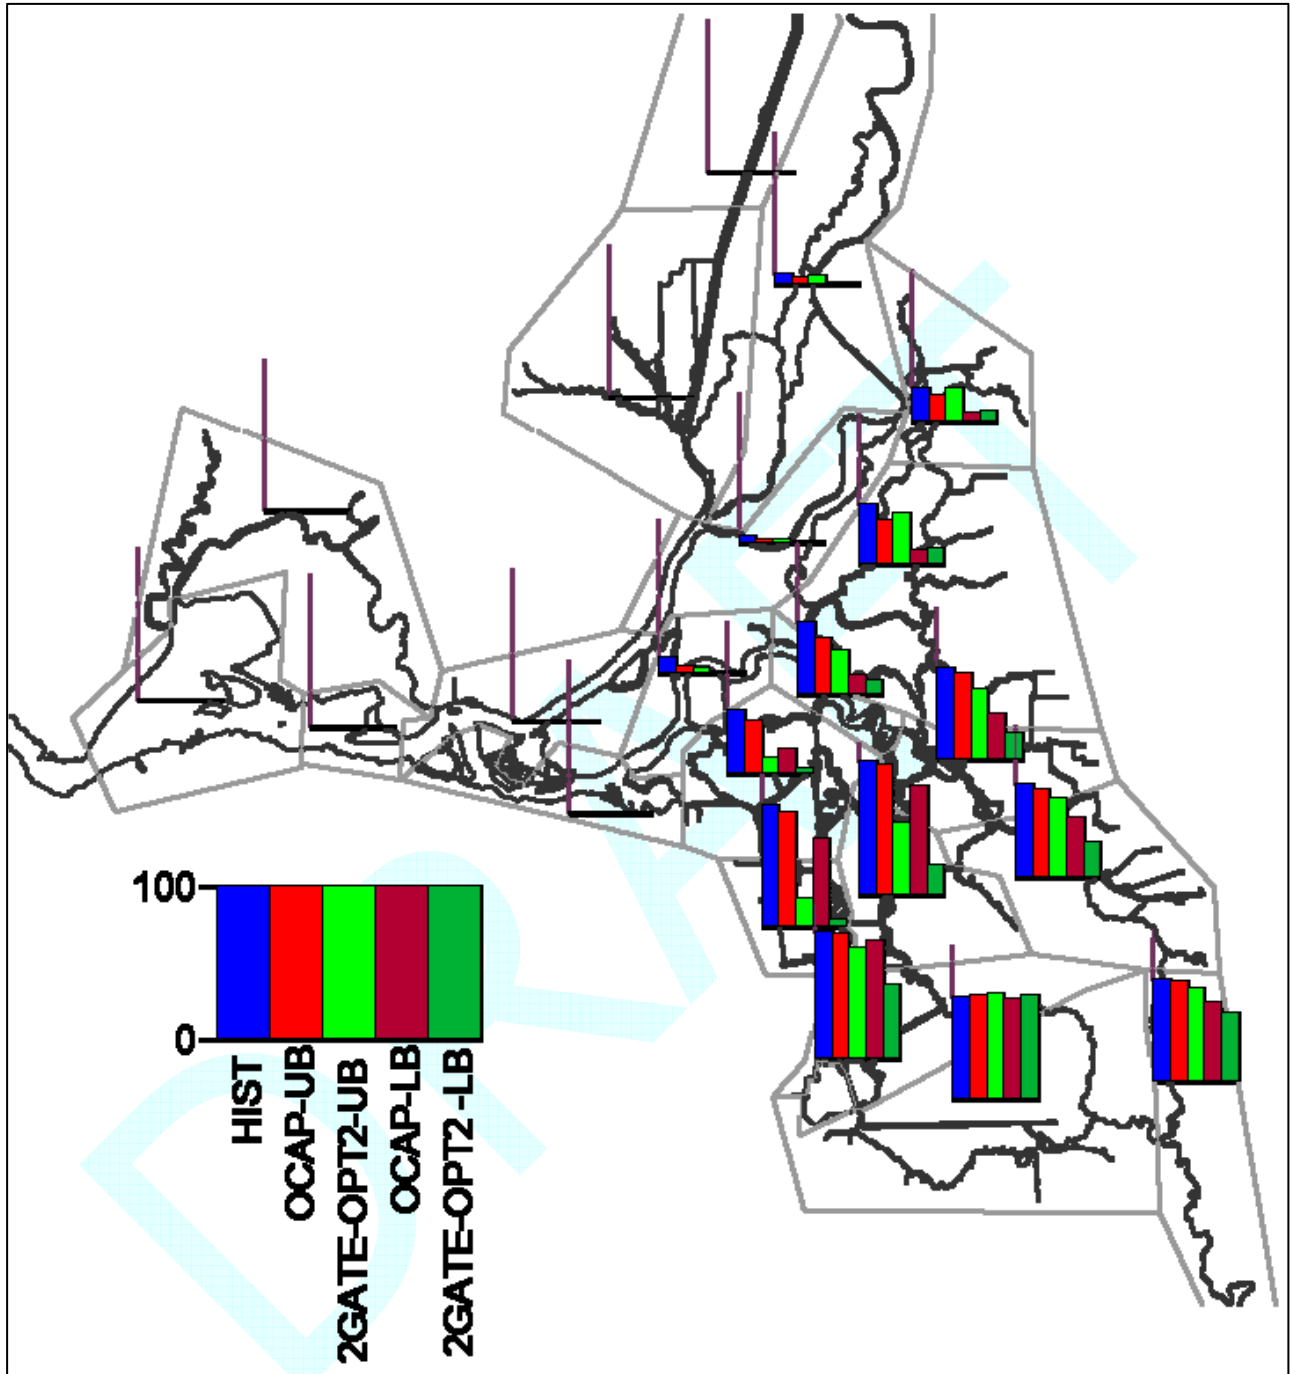 DRAFT
100
0
HIST
OCAP-UB
2GATE-OPT2-UB
OCAP-LB
2GATE-OPT2 -LB